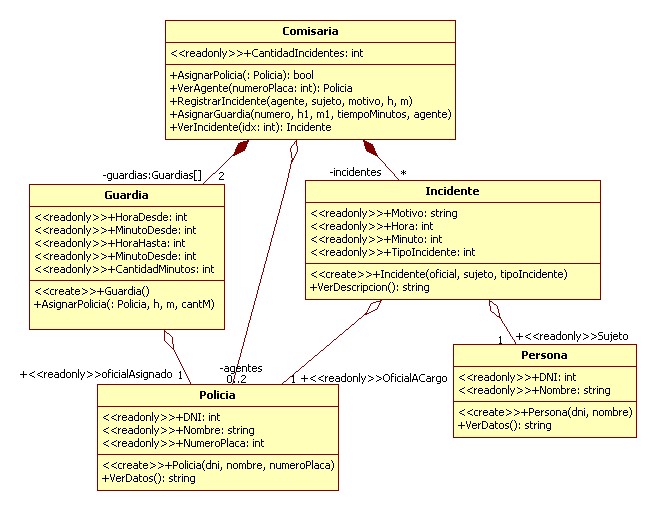 Comisaria
<<readonly>>+CantidadIncidentes: int
+AsignarPolicia(: Policia): bool
+VerAgente(numeroPlaca: int): Policia
+RegistrarIncidente(agente, sujeto, motivo, h, m)
+AsignarGuardia(numero, h1, m1, tiempoMinutos, agente)
+VerIncidente(idx: int): Incidente
-guardias:Guardias[]
2
-incidentes
*
Guardia
<<readonly>>+HoraDesde: int
<<readonly>>+MinutoDesde: int
<<readonly>>+HoraHasta: int
<<readonly>>+MinutoDesde: int
<<readonly>>+CantidadMinutos: int
<<create>>+Guardia()
+AsignarPolicia(: Policia, h, m, cantM)
Incidente
<<readonly>>+Motivo: string
<<readonly>>+Hora: int
<<readonly>>+Minuto: int
<<readonly>>+TipoIncidente: int
<<create>>+Incidente(oficial, sujeto, tipoIncidente)
+VerDescripcion(): string
+<<readonly>>oficialAsignado
1
-agentes
0..2
1
+<<readonly>>OficialACargo
1
+<<readonly>>Sujeto
Policia
<<readonly>>+DNI: int
<<readonly>>+Nombre: string
<<readonly>>+NumeroPlaca: int
<<create>>+Policia(dni, nombre, numeroPlaca)
+VerDatos(): string
Persona
<<readonly>>+DNI: int
<<readonly>>+Nombre: string
<<create>>+Persona(dni, nombre)
+VerDatos(): string